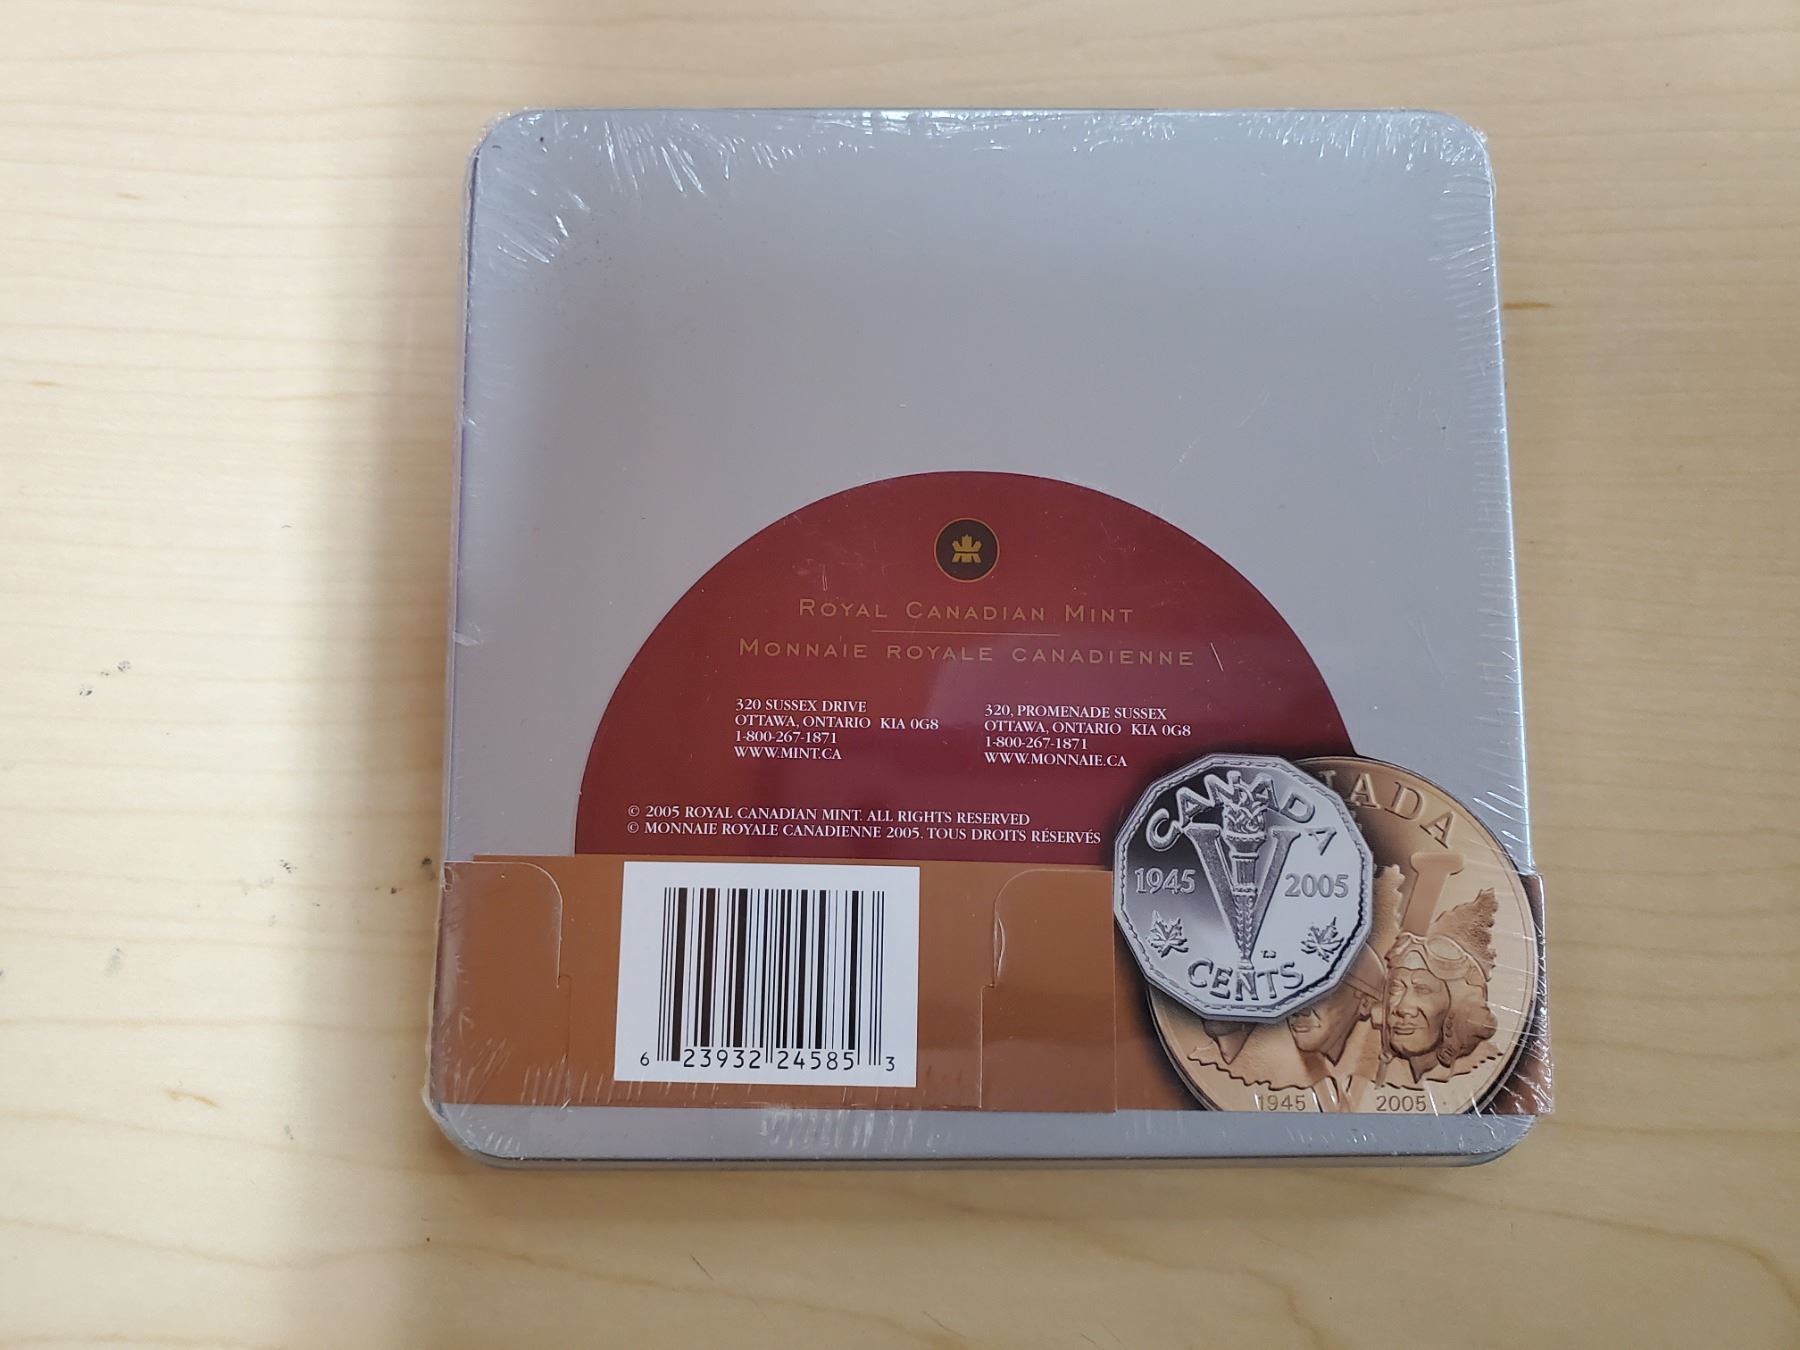 ROYAL CANADIAN MINT
MONNAIE ROYALE CANADIENNE
320 SUSSEX DRIVE
OTTAWA, ONTARIO KIA 0G8
1-800-267-1871
WWW.MINT.CA
320, PROMENADE SUSSEX
OTTAWA, ONTARIO KIA 0G8
1-800-267-1871
WWW.MONNAIE.CA
© 2005 ROYAL CANADIAN MINT. ALL RIGHTS RESERVED
© MONNAIE ROYALE CANADIENNE 2005. TOUS DROITS RÉSERVÉS
CANADA
1945 2005
CENTS
ADA
1945 2005
6 23932 24585 3